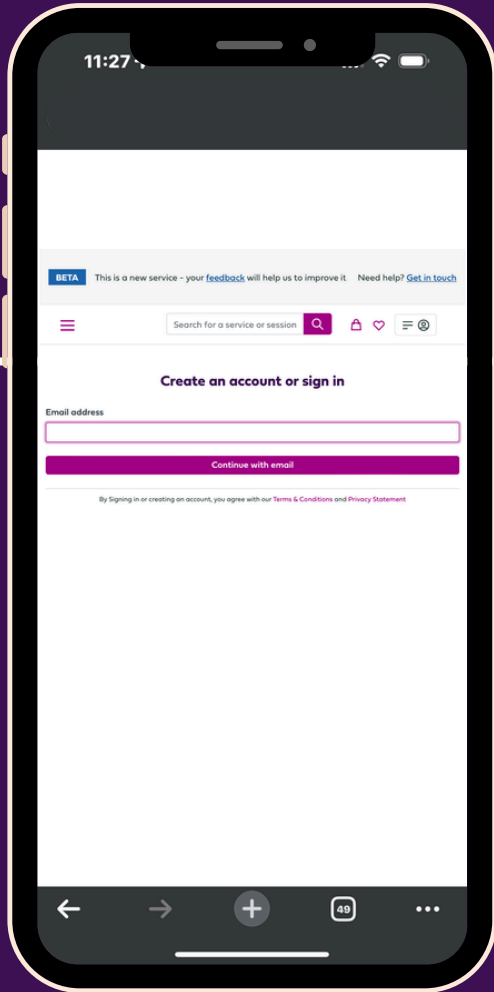 11:27
BETA This is a new service - your feedback will help us to improve it Need help? Get in touch
Search for a service or session
Create an account or sign in
Email address
Continue with email
By Signing in or creating an account, you agree with our Terms & Conditions and Privacy Statement
49